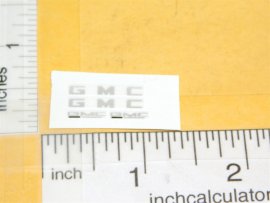 1
inches
G M C
G M C
GMC GMC
inch 1 2
inchcalculator